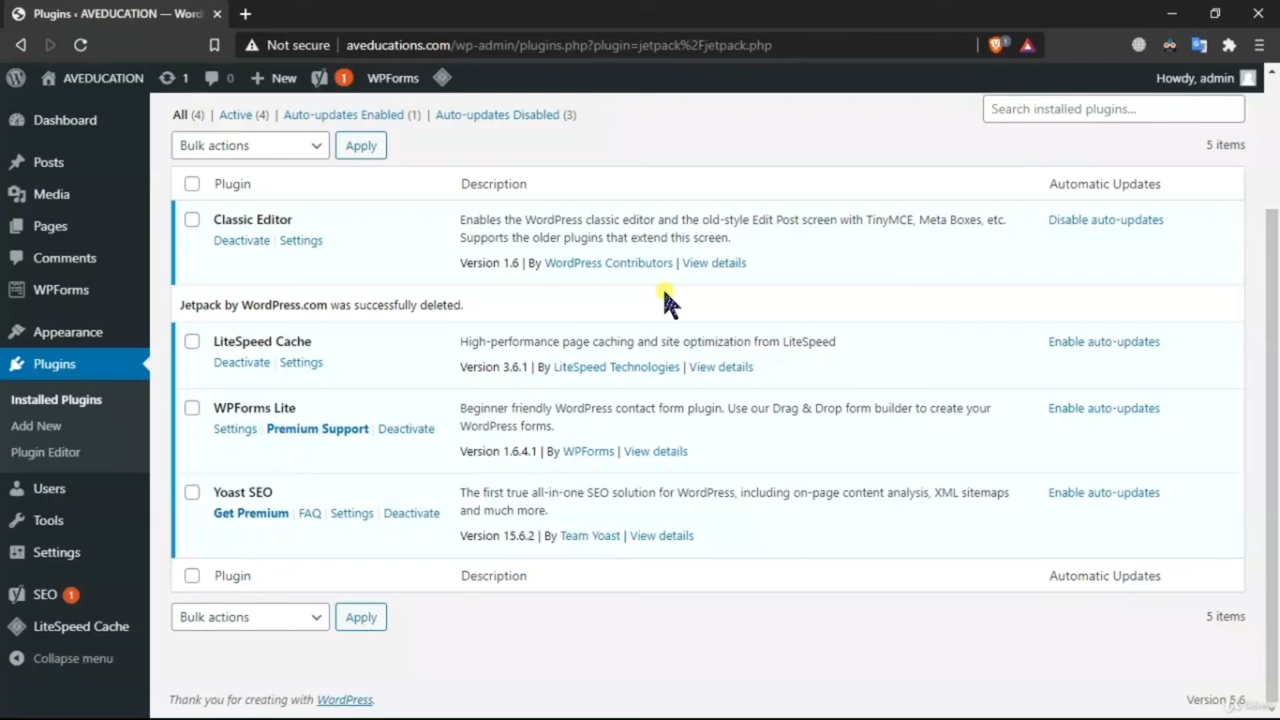 Plugins ‹ AVEDUCATION — Word
Not secure aveducations.com/wp-admin/plugins.php?plugin=jetpack%2Fjetpack.php 1
AVEDUCATION 1 0 New 1 WPForms Howdy, admin
Dashboard
Posts
Media
Pages
Comments
WPForms
Appearance
Plugins
Installed Plugins
Add New
Plugin Editor
Users
Tools
Settings
SEO 1
LiteSpeed Cache
Collapse menu
All (4) | Active (4) | Auto-updates Enabled (1) | Auto-updates Disabled (3)
Search installed plugins...
Bulk actions Apply 5 items
Plugin Description Automatic Updates
Classic Editor
Deactivate | Settings
Enables the WordPress classic editor and the old-style Edit Post screen with TinyMCE, Meta Boxes, etc.
Supports the older plugins that extend this screen.
Version 1.6 | By WordPress Contributors | View details
Disable auto-updates
Jetpack by WordPress.com was successfully deleted.
LiteSpeed Cache
Deactivate | Settings
High-performance page caching and site optimization from LiteSpeed
Version 3.6.1 | By LiteSpeed Technologies | View details
Enable auto-updates
WPForms Lite
Settings | Premium Support | Deactivate
Beginner friendly WordPress contact form plugin. Use our Drag & Drop form builder to create your
WordPress forms.
Version 1.6.4.1 | By WPForms | View details
Enable auto-updates
Yoast SEO
Get Premium | FAQ | Settings | Deactivate
The first true all-in-one SEO solution for WordPress, including on-page content analysis, XML sitemaps
and much more.
Version 15.6.2 | By Team Yoast | View details
Enable auto-updates
Plugin Description Automatic Updates
Bulk actions Apply 5 items
Thank you for creating with WordPress.
Version 5.6